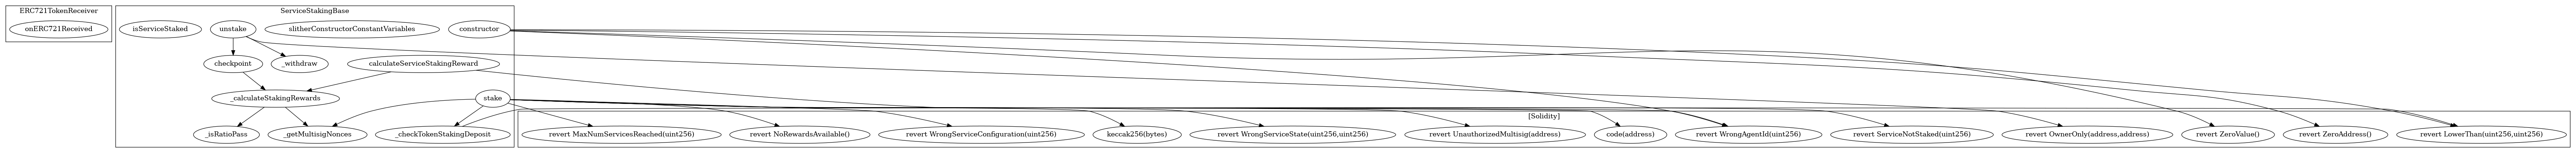 ERC721TokenReceiver
onERC721Received
ServiceStakingBase
isServiceStaked
unstake
slitherConstructorConstantVariables
constructor
checkpoint
_withdraw
calculateServiceStakingReward
_calculateStakingRewards
stake
_isRatioPass
_getMultisigNonces
_checkTokenStakingDeposit
[Solidity]
revert MaxNumServicesReached(uint256)
revert NoRewardsAvailable()
revert WrongServiceConfiguration(uint256)
keccak256(bytes)
revert WrongServiceState(uint256,uint256)
revert UnauthorizedMultisig(address)
code(address)
revert WrongAgentId(uint256)
revert ServiceNotStaked(uint256)
revert OwnerOnly(address,address)
revert ZeroValue()
revert ZeroAddress()
revert LowerThan(uint256,uint256)